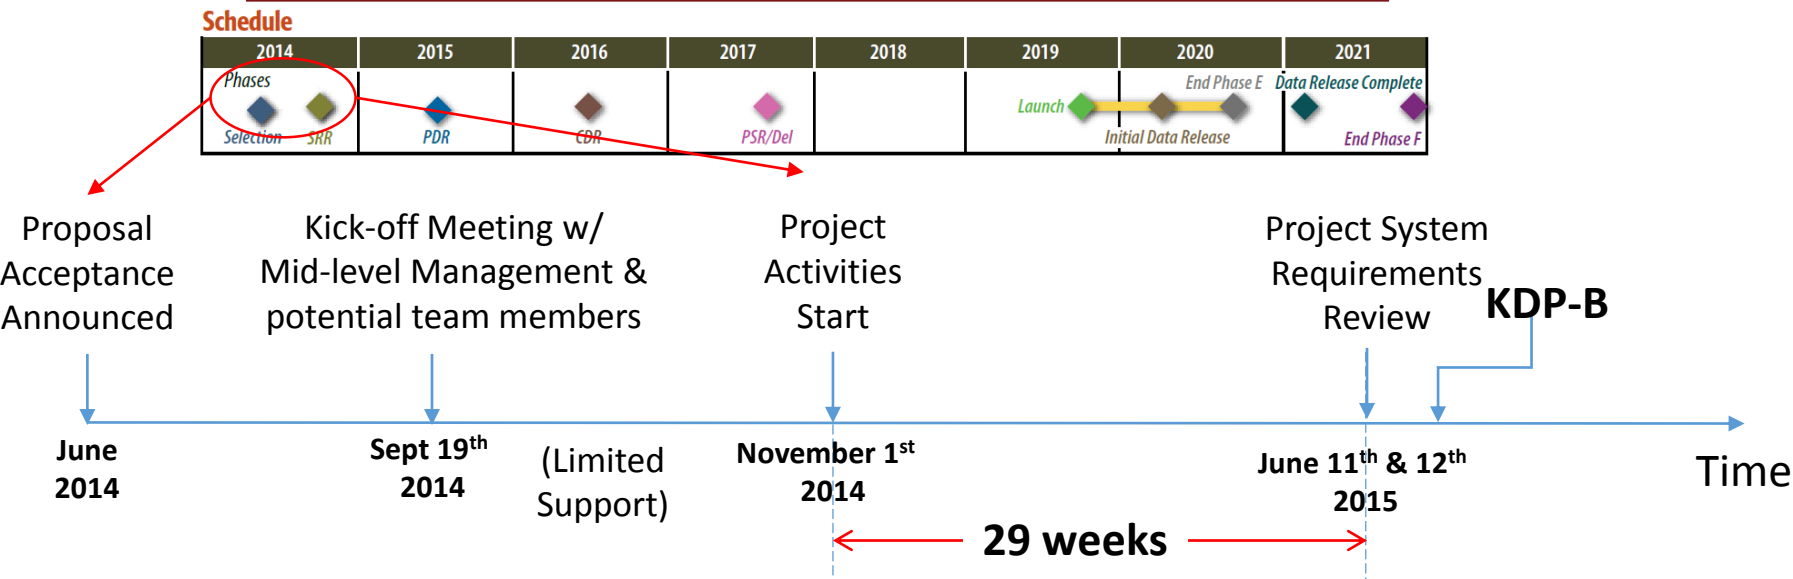 Schedule
2014 2015 2016 2017 2018 2019 2020 2021
Phases
End Phase E Data Release Complete
Launch
Selection SRR PDR CDR PSR/Del Initial Data Release End Phase F
Proposal
Acceptance
Announced
Kick-off Meeting w/
Mid-level Management &
potential team members
Project
Activities
Start
Project System
Requirements
Review
KDP-B
June
2014
Sept 19th
2014
(Limited
Support)
November 1st
2014
June 11th & 12th
2015
Time
29 weeks